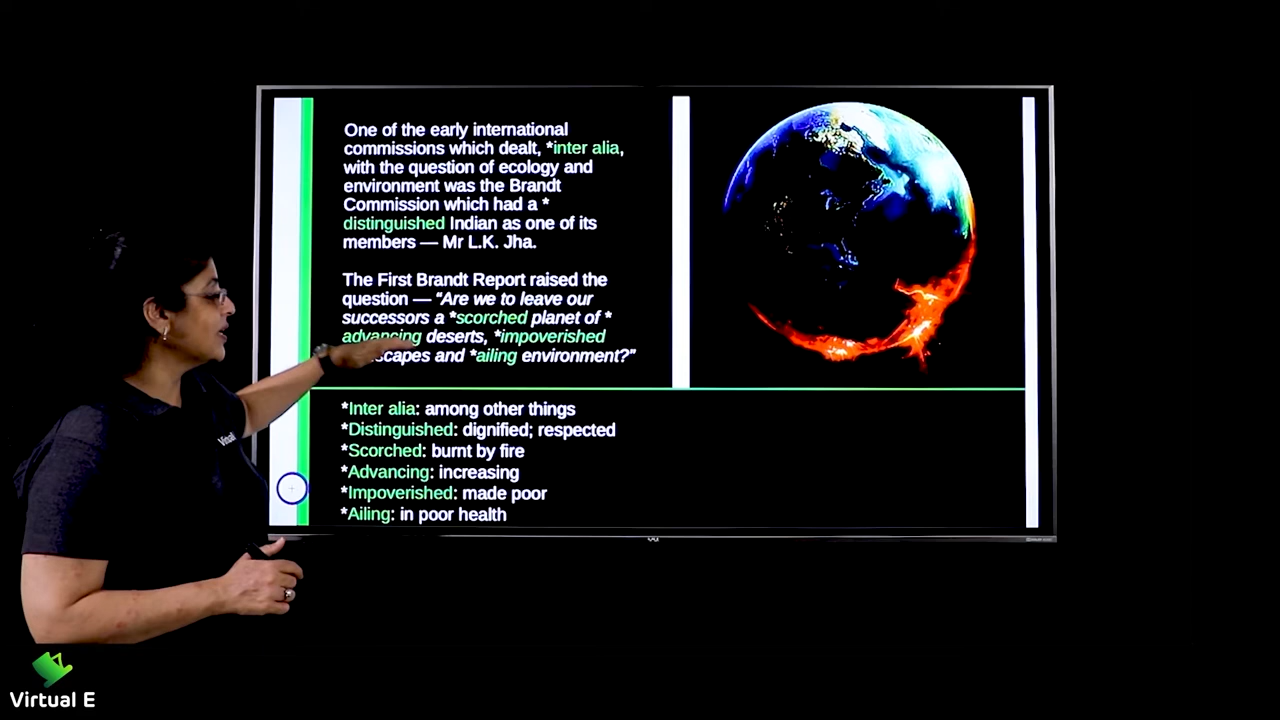 One of the early international
commissions which dealt, *inter alia,
with the question of ecology and
environment was the Brandt
Commission which had a *
distinguished Indian as one of its
members — Mr L.K. Jha.
The First Brandt Report raised the
question — “Are we to leave our
successors a *scorched planet of *
advancing deserts, *impoverished
scapes and *ailing environment?”
*Inter alia: among other things
*Distinguished: dignified; respected
*Scorched: burnt by fire
*Advancing: increasing
*Impoverished: made poor
*Ailing: in poor health
Virtual E